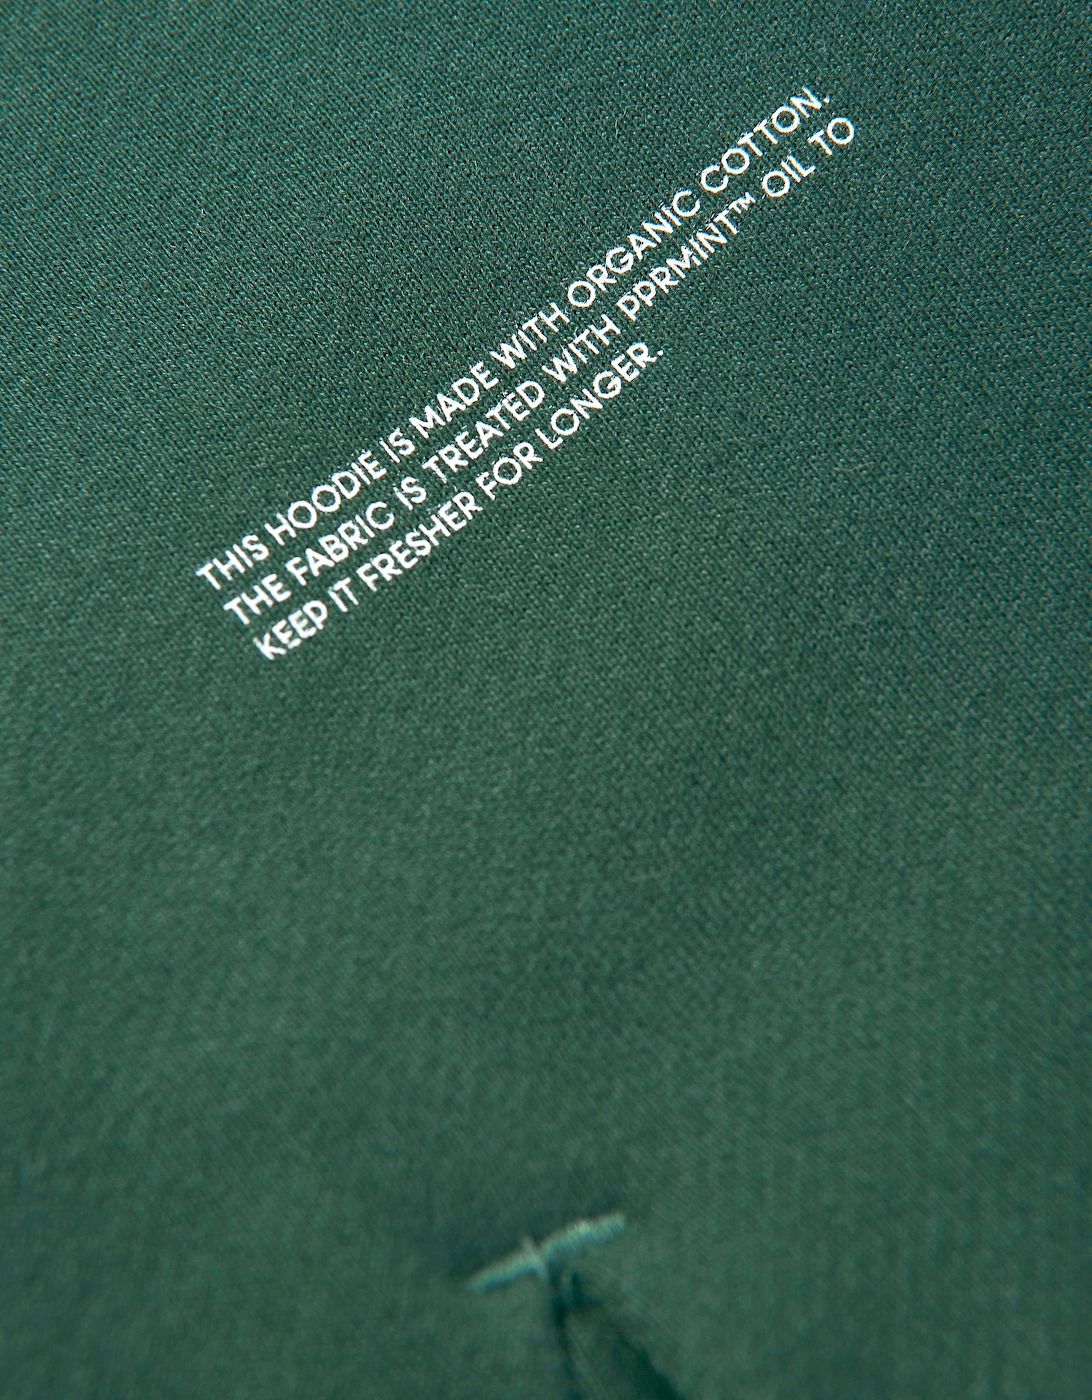 THIS HOODIE IS MADE WITH ORGANIC COTTON.
THE FABRIC IS TREATED WITH PPRMINT™ OIL TO
KEEP IT FRESHER FOR LONGER.